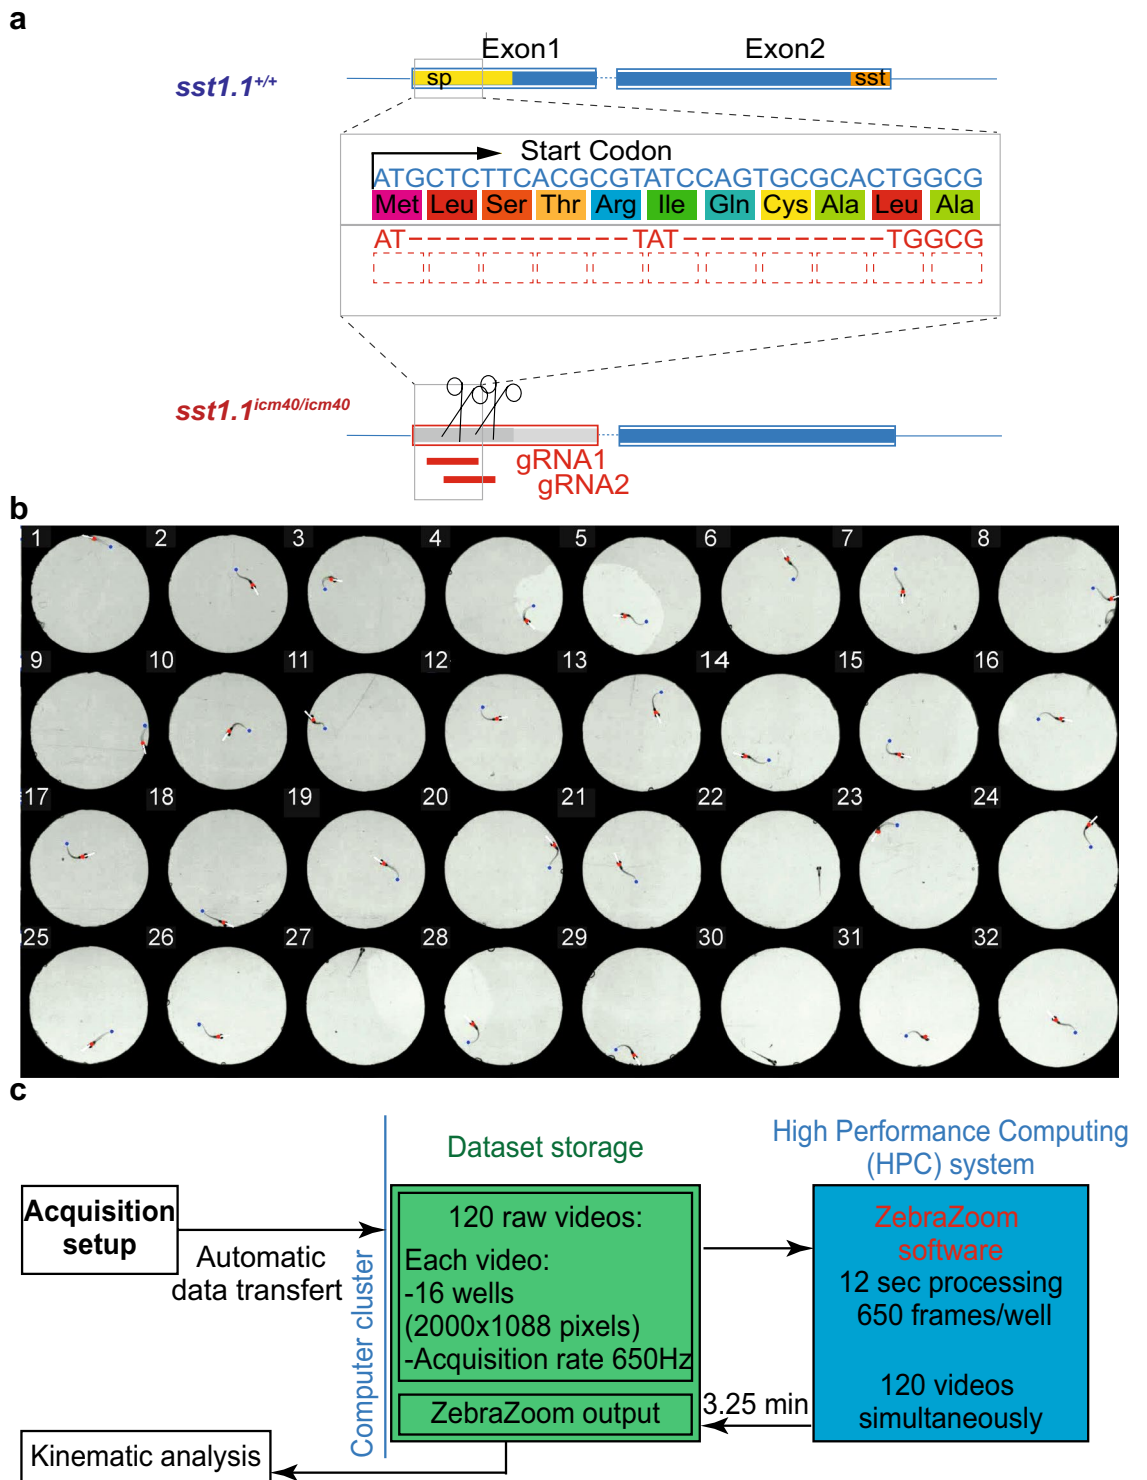 a
Exon1
Exon2
sst1.1+/+
sp
sst
Start Codon
ATGCTCTTCACGCGTATCCAGTGCGCACTGGCG
Met Leu Ser Thr Arg Ile Gln Cys Ala Leu Ala
AT–––––––––––––TAT––––––––––––TGGCG
sst1.1icm40/icm40
gRNA1
gRNA2
b
1 2 3 4 5 6 7 8
9 10 11 12 13 14 15 16
17 18 19 20 21 22 23 24
25 26 27 28 29 30 31 32
c
Acquisition
setup
Automatic
data transfert
Computer cluster
Dataset storage
120 raw videos:
Each video:
-16 wells
(2000x1088 pixels)
-Acquisition rate 650Hz
ZebraZoom output
High Performance Computing
(HPC) system
ZebraZoom
software
12 sec processing
650 frames/well
120 videos
simultaneously
3.25 min
Kinematic analysis